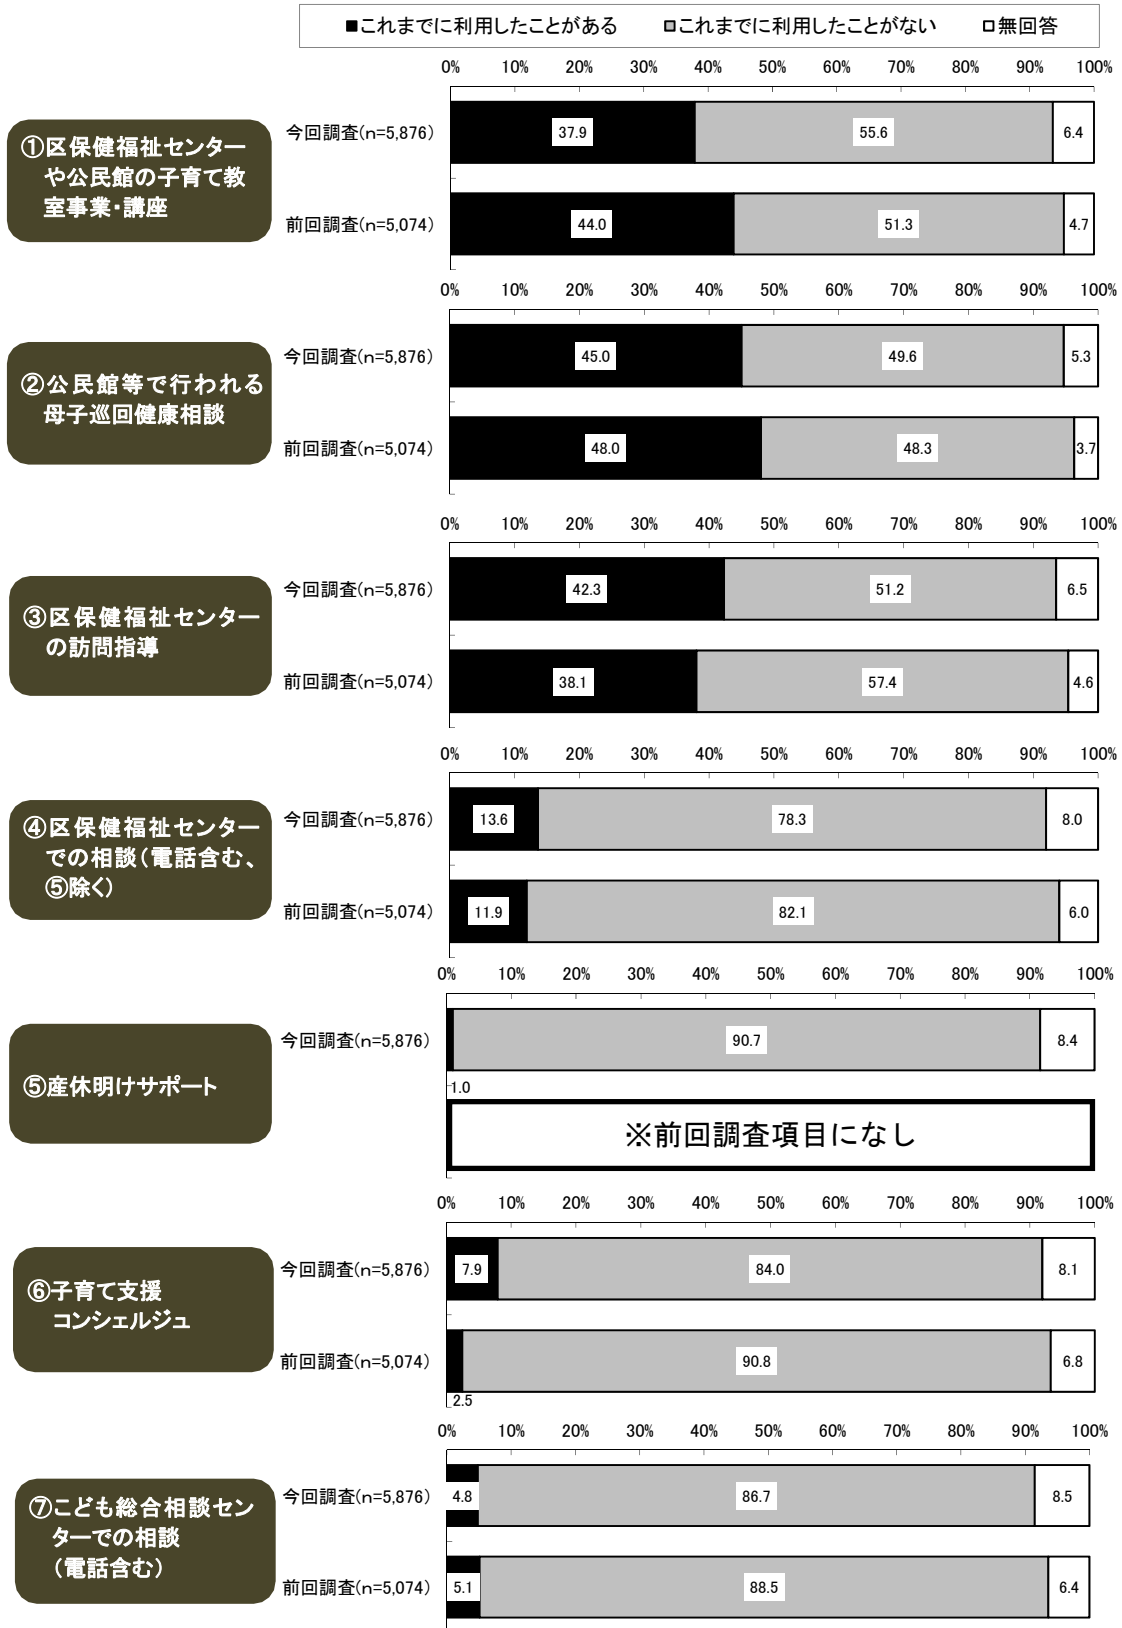 ■これまでに利用したことがある □これまでに利用したことがない □無回答
0% 10% 20% 30% 40% 50% 60% 70% 80% 90% 100%
①区保健福祉センター
や公民館の子育て教
室事業・講座
今回調査(n=5,876) 37.9 55.6 6.4
前回調査(n=5,074) 44.0 51.3 4.7
0% 10% 20% 30% 40% 50% 60% 70% 80% 90% 100%
②公民館等で行われる
母子巡回健康相談
今回調査(n=5,876) 45.0 49.6 5.3
前回調査(n=5,074) 48.0 48.3 3.7
0% 10% 20% 30% 40% 50% 60% 70% 80% 90% 100%
③区保健福祉センター
の訪問指導
今回調査(n=5,876) 42.3 51.2 6.5
前回調査(n=5,074) 38.1 57.4 4.6
0% 10% 20% 30% 40% 50% 60% 70% 80% 90% 100%
④区保健福祉センター
での相談(電話含む、
⑤除く)
今回調査(n=5,876) 13.6 78.3 8.0
前回調査(n=5,074) 11.9 82.1 6.0
0% 10% 20% 30% 40% 50% 60% 70% 80% 90% 100%
⑤産休明けサポート
今回調査(n=5,876) 90.7 8.4
1.0
※前回調査項目になし
0% 10% 20% 30% 40% 50% 60% 70% 80% 90% 100%
⑥子育て支援
コンシェルジュ
今回調査(n=5,876) 7.9 84.0 8.1
前回調査(n=5,074) 90.8 6.8
2.5
0% 10% 20% 30% 40% 50% 60% 70% 80% 90% 100%
⑦こども総合相談セン
ターでの相談
(電話含む)
今回調査(n=5,876) 4.8 86.7 8.5
前回調査(n=5,074) 5.1 88.5 6.4